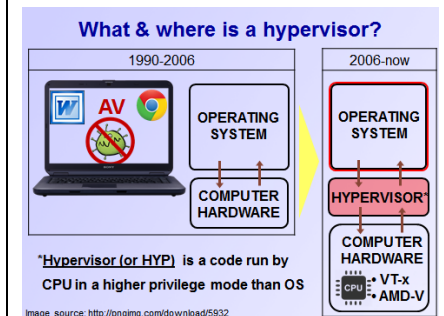 What & where is a hypervisor?
1990-2006
W
AV
OPERATING
SYSTEM
COMPUTER
HARDWARE
*Hypervisor (or HYP) is a code run by
CPU in a higher privilege mode than OS
Image source: http://pngimg.com/download/5932
2006-now
OPERATING
SYSTEM
HYPERVISOR*
COMPUTER
HARDWARE
CPU
• VT-x
• AMD-V